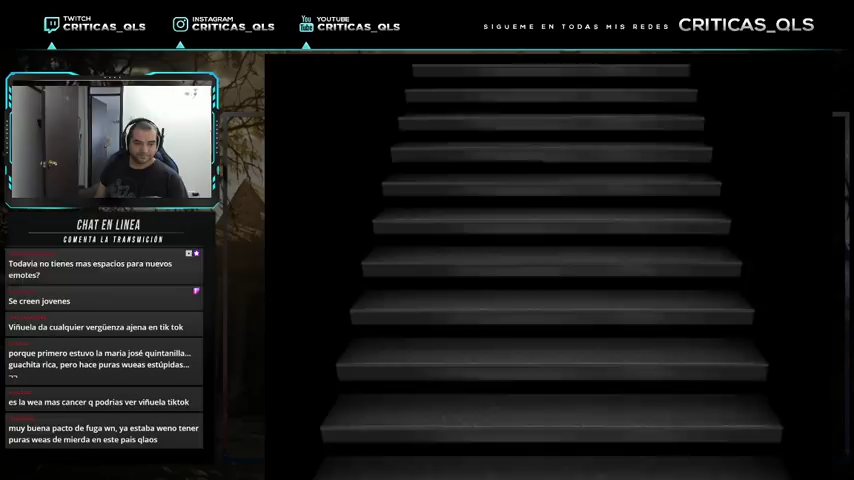 TWITCH
CRITICAS_QLS
INSTAGRAM
CRITICAS_QLS
You Tube
YOUTUBE
CRITICAS_QLS
SIGUEME EN TODAS MIS REDES
CRITICAS_QLS
CHAT EN LINEA
COMENTA LA TRANSMICIÓN
Todavia no tienes mas espacios para nuevos
emotes?
Se creen jovenes
Viñuela da cualquier vergüenza ajena en tik tok
porque primero estuvo la maria josé quintanilla...
guachita rica, pero hace puras wueas estúpidas...
¬¬
es la wea mas cancer q podrias ver viñuela tiktok
muy buena pacto de fuga wn, ya estaba weno tener
puras weas de mierda en este pais qlaos